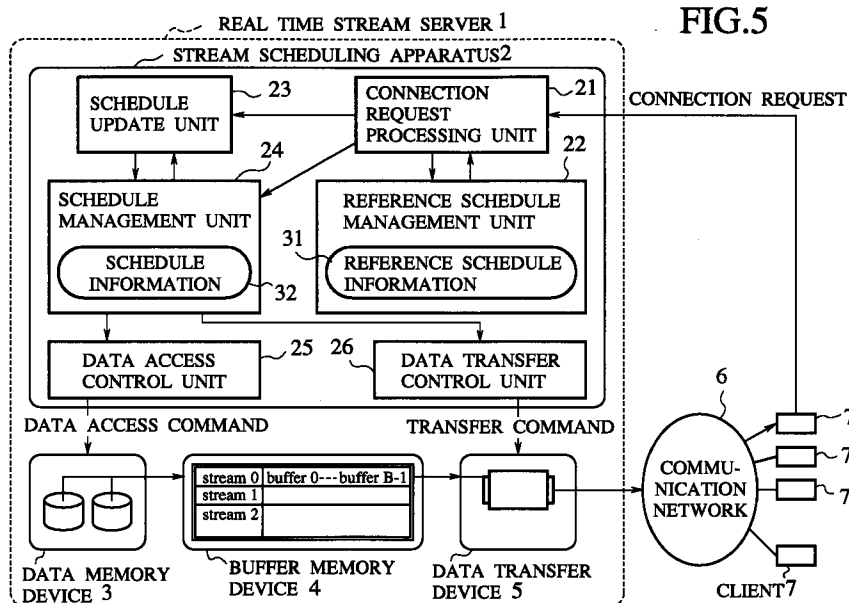 FIG.5
REAL TIME STREAM SERVER 1
STREAM SCHEDULING APPARATUS 2
23
SCHEDULE
UPDATE UNIT
21
CONNECTION
REQUEST
PROCESSING UNIT
CONNECTION REQUEST
24
SCHEDULE
MANAGEMENT UNIT
SCHEDULE
INFORMATION
32
22
REFERENCE SCHEDULE
MANAGEMENT UNIT
31
REFERENCE SCHEDULE
INFORMATION
DATA ACCESS
CONTROL UNIT
25
26
DATA TRANSFER
CONTROL UNIT
DATA ACCESS COMMAND
TRANSFER COMMAND
stream 0 buffer 0---buffer B-1
stream 1
stream 2
DATA MEMORY
DEVICE 3
BUFFER MEMORY
DEVICE 4
DATA TRANSFER
DEVICE 5
6
COMMU-
NICATION
NETWORK
7
7
7
CLIENT 7